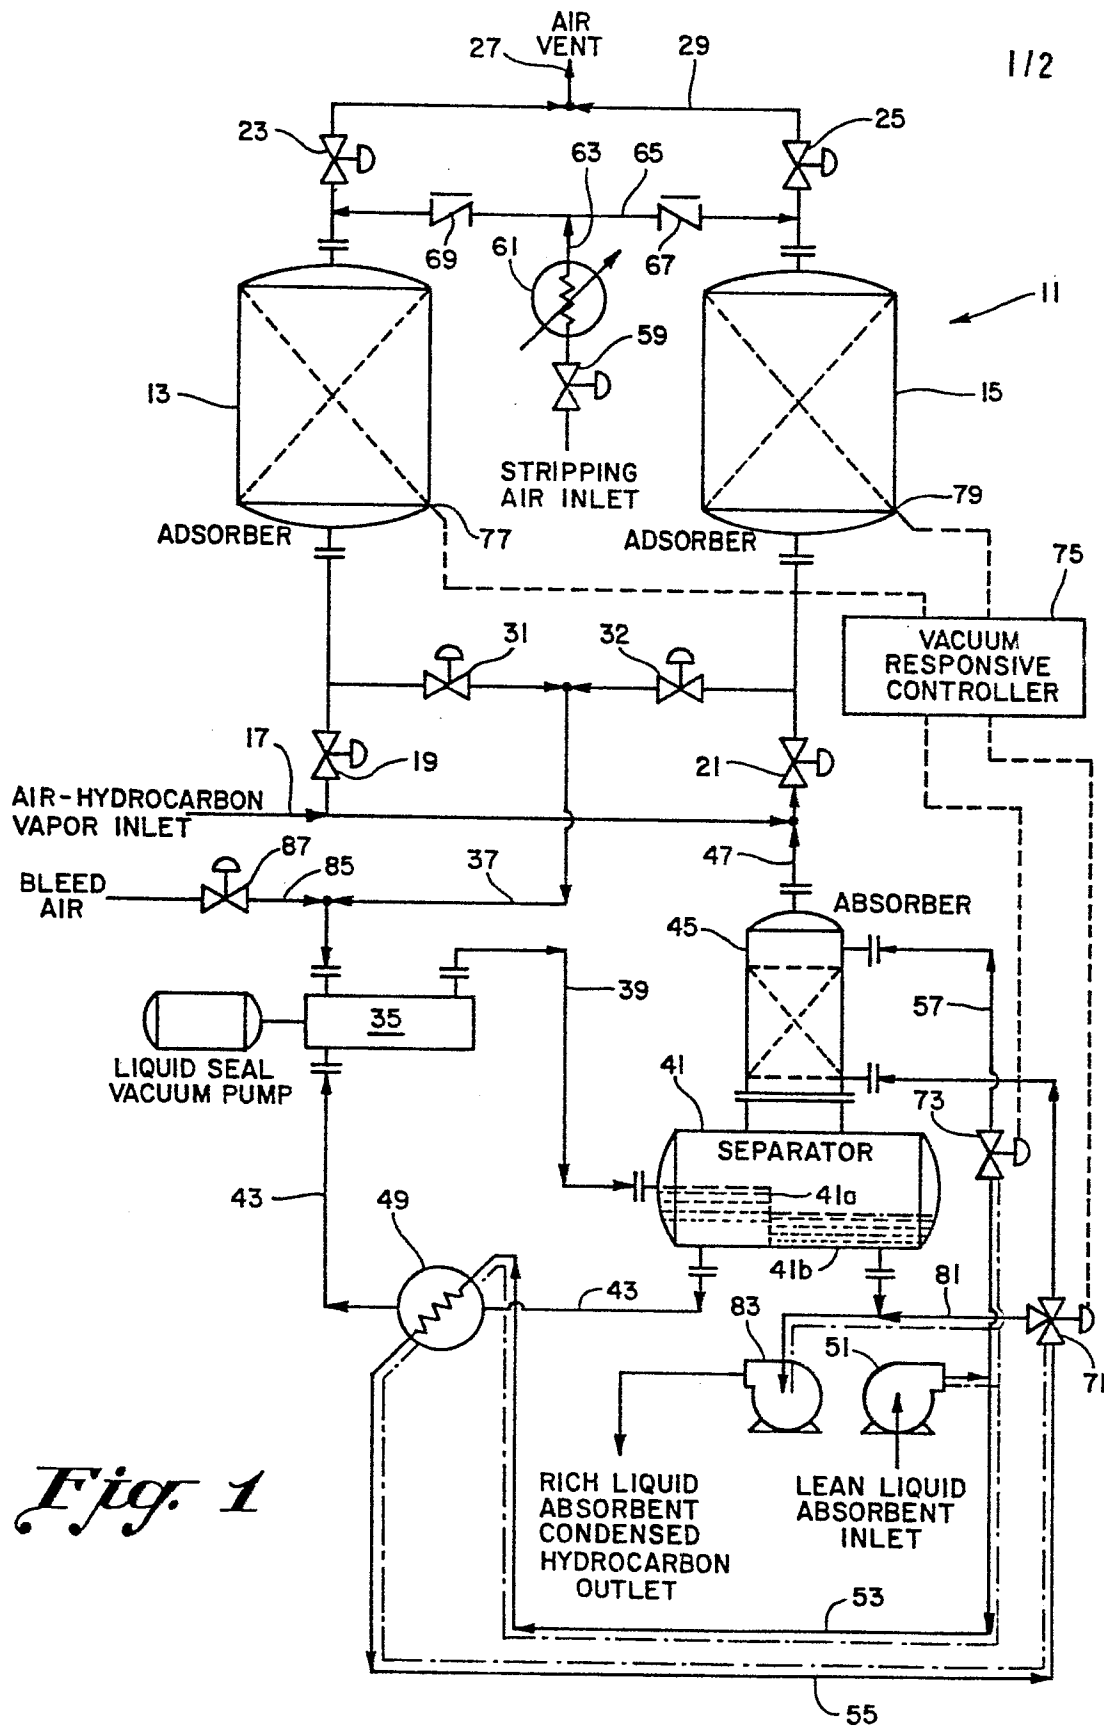 AIR
VENT
27
29
1/2
23
25
63
65
69
61
67
11
59
13
15
STRIPPING
AIR INLET
79
ADSORBER
77
ADSORBER
75
31
32
VACUUM
RESPONSIVE
CONTROLLER
17
19
21
AIR-HYDROCARBON
VAPOR INLET
87
85
37
47
BLEED
AIR
ABSORBER
45
39
57
35
LIQUID SEAL
VACUUM PUMP
41
73
SEPARATOR
43
49
41a
41b
81
43
83
51
71
Fig. 1
RICH LIQUID
ABSORBENT
CONDENSED
HYDROCARBON
OUTLET
LEAN LIQUID
ABSORBENT
INLET
53
55